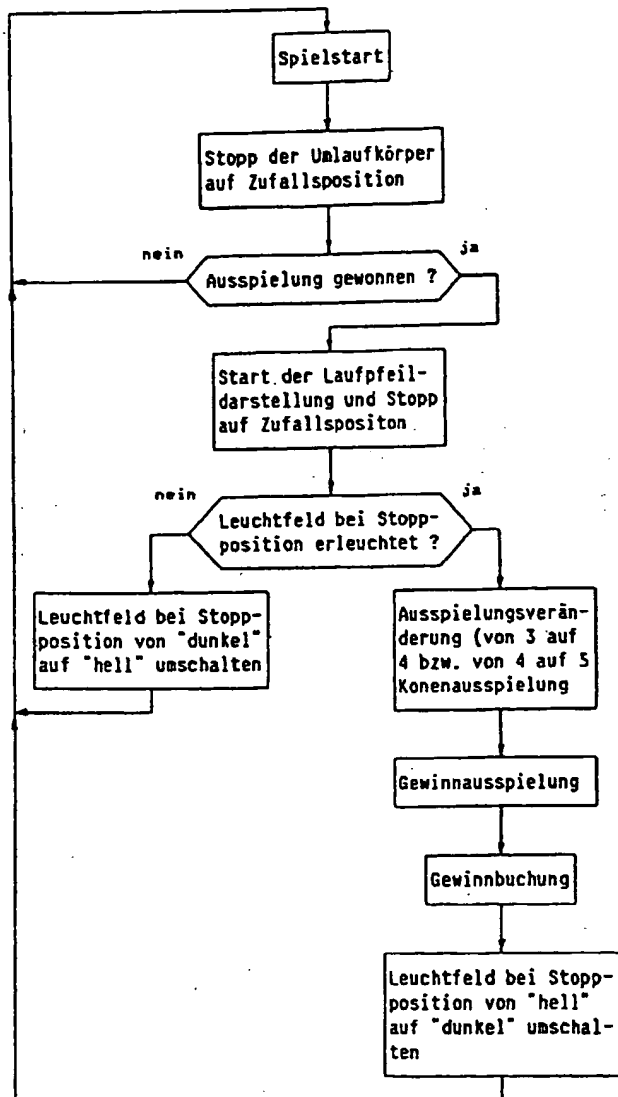 Spielstart
Stopp der Umlaufkörper
auf Zufallsposition
nein
ja
Ausspielung gewonnen ?
Start der Laufpfeil-
darstellung und Stopp
auf Zufallspositon
nein
ja
Leuchtfeld bei Stopp-
position erleuchtet ?
Leuchtfeld bei Stopp-
position von "dunkel"
auf "hell" umschalten
Ausspielungsverän-
derung (von 3 auf
4 bzw. von 4 auf 5
Konenausspielung
Gewinnausspielung
Gewinnbuchung
Leuchtfeld bei Stopp-
position von "hell"
auf "dunkel" umschal-
ten